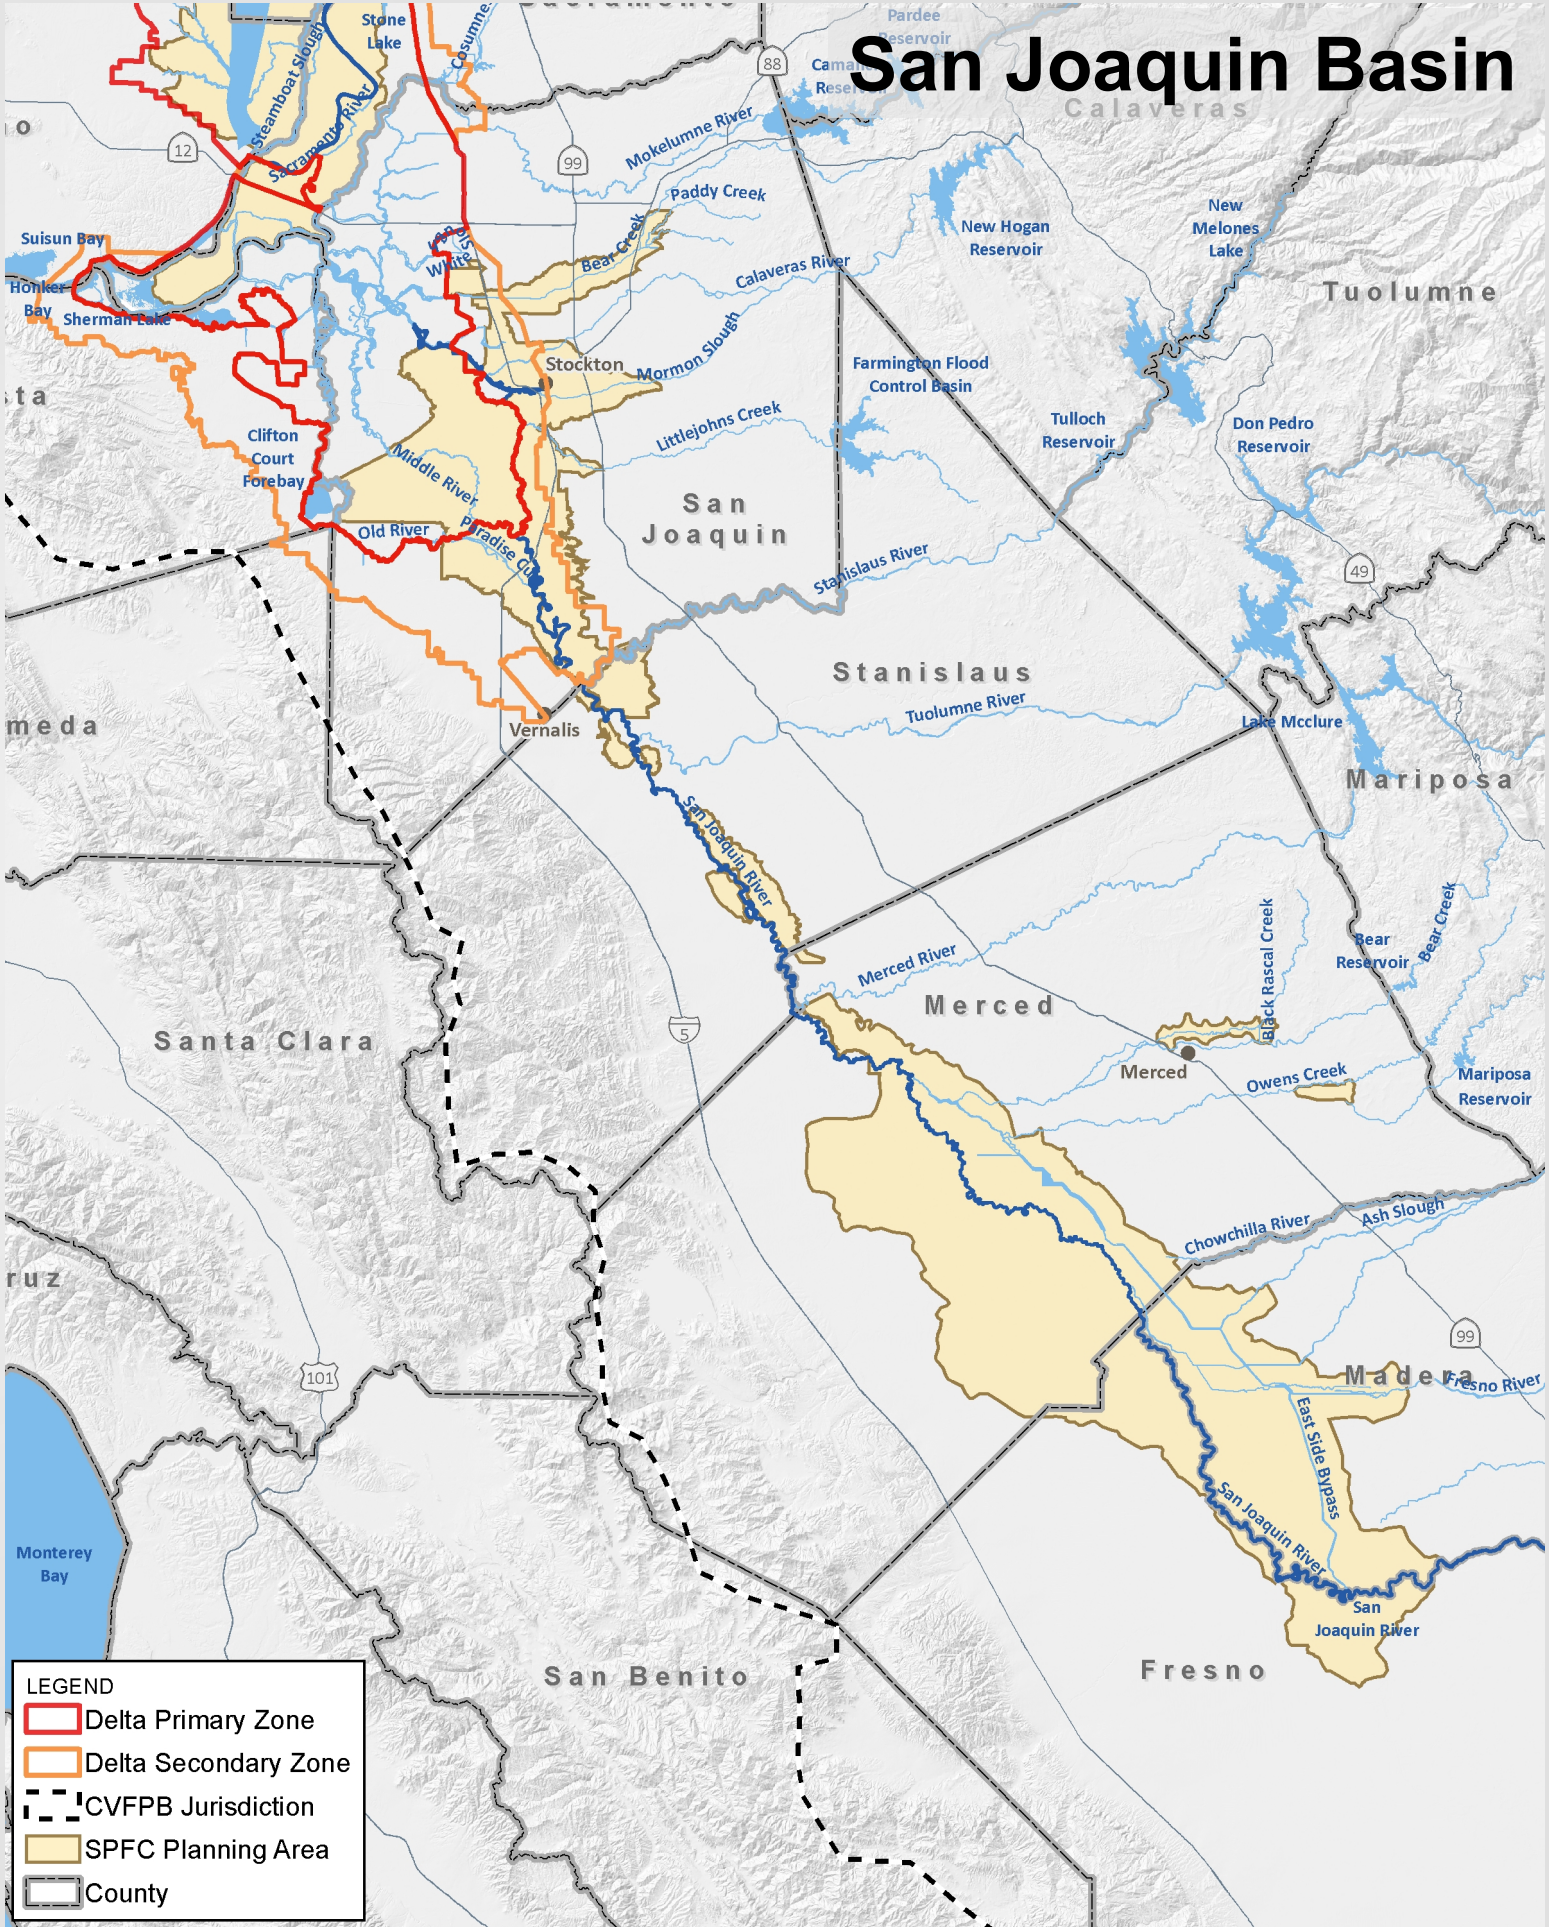 San Joaquin Basin
Stone
Lake
Steamboat Slough
Sacramento River
Pardee
Reservoir
88
Calaveras
12
99
Mokelumne River
Paddy Creek
Bear Creek
New Hogan
Reservoir
New
Melones
Lake
Suisun Bay
Honker
Bay
Sherman Lake
White
Calaveras River
Tuolumne
Stockton
Mormon Slough
Farmington Flood
Control Basin
Littlejohns Creek
Tulloch
Reservoir
Don Pedro
Reservoir
Clifton
Court
Forebay
Middle River
Old River
Paradise Cut
San
Joaquin
Stanislaus River
49
Stanislaus
Tuolumne River
Lake Mcclure
meda
Vernalis
Mariposa
San Joaquin River
Black Rascal Creek
Bear
Reservoir
Bear Creek
Merced River
Merced
5
Santa Clara
Merced
Owens Creek
Mariposa
Reservoir
Chowchilla River
Ash Slough
ruz
99
101
Madera
Fresno River
East Side Bypass
San Joaquin River
San
Joaquin River
Monterey
Bay
San Benito
Fresno
LEGEND
Delta Primary Zone
Delta Secondary Zone
CVFPB Jurisdiction
SPFC Planning Area
County